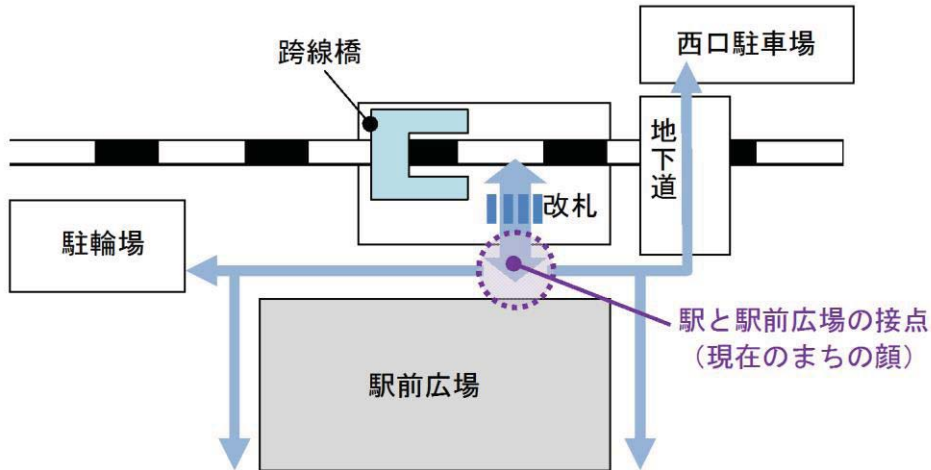 西口駐車場
跨線橋
地下道
改札
駐輪場
駅と駅前広場の接点
（現在のまちの顔）
駅前広場